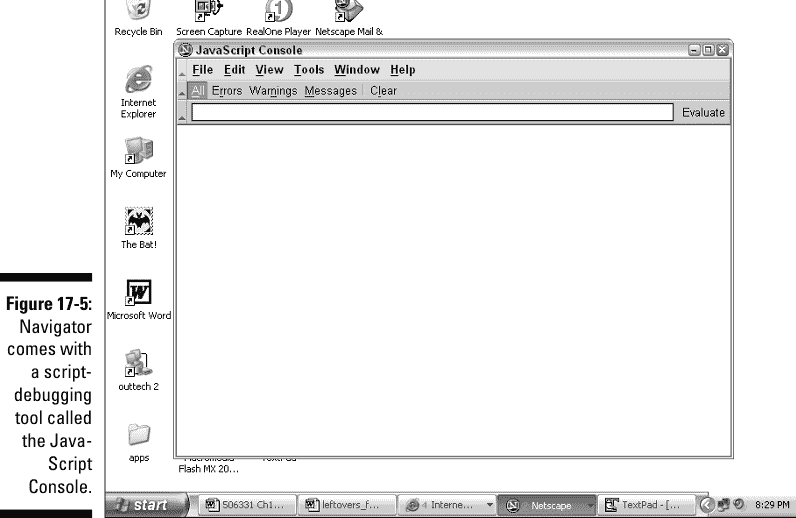 Recycle Bin
Screen Capture RealOne Player Netscape Mail &
JavaScript Console
File Edit View Tools Window Help
All Errors Warnings Messages Clear
Evaluate
Internet
Explorer
My Computer
The Bat!
Microsoft Word
outtech 2
apps
Macromedia TextPad
Flash MX 20...
Figure 17-5:
Navigator
comes with
a script-
debugging
tool called
the Java-
Script
Console.
start 506331 Ch1... leftovers_f... 4 Interne... Netscape TextPad - [... 8:29 PM